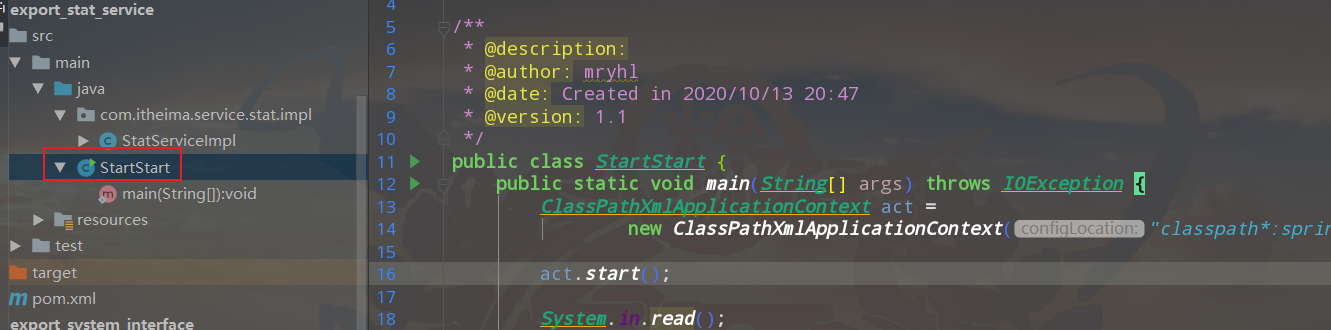 export_stat_service
src
main
java
com.itheima.service.stat.impl
StatServiceImpl
StartStart
main(String[]):void
resources
test
target
pom.xml
export_system_interface
4
5 /**
6 * @description:
7 * @author: mryhl
8 * @date: Created in 2020/10/13 20:47
9 * @version: 1.1
10 */
11 public class StartStart {
12 public static void main(String[] args) throws IOException {
13 ClassPathXmlApplicationContext act =
14 new ClassPathXmlApplicationContext( configLocation: "classpath*:sprin
15
16 act.start();
17
18 System.in.read();